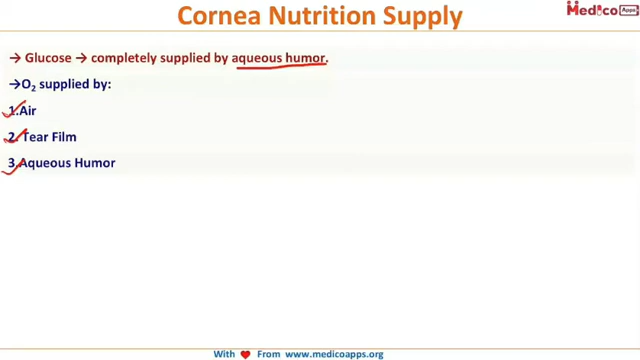 Cornea Nutrition Supply
Medico Apps
→ Glucose → completely supplied by aqueous humor.
→O₂ supplied by:
1.Air
2. Tear Film
3.Aqueous Humor
With From www.medicoapps.org